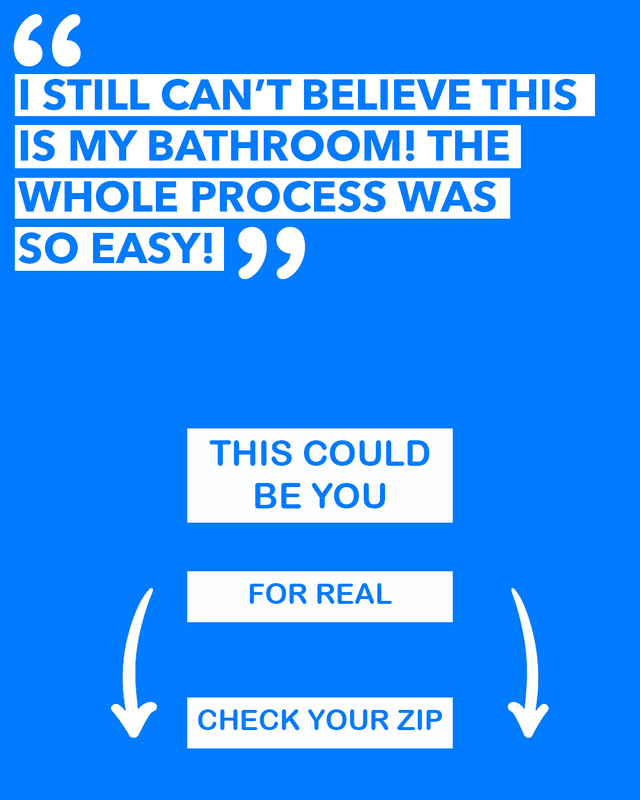 “
I STILL CAN’T BELIEVE THIS
IS MY BATHROOM! THE
WHOLE PROCESS WAS
SO EASY! ”
THIS COULD
BE YOU
FOR REAL
CHECK YOUR ZIP